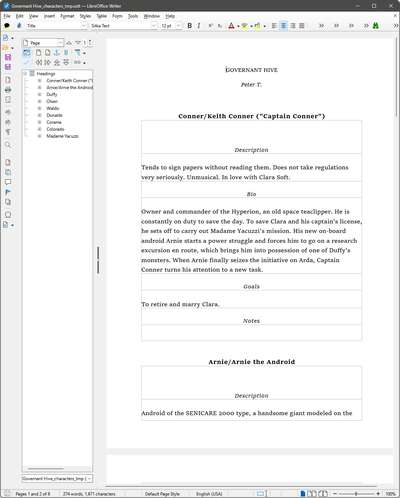 Governant Hive_characters_tmp.odt — LibreOffice Writer
File Edit View Insert Format Styles Table Form Tools Window Help
Title
12 pt
Page
Headings
Conner/Keith Conner ("
Arnie/Arnie the Android
Duffy
Olsen
Waldo
Donalds
Coranis
Colorado
Madame Yacuzzi
GOVERNANT HIVE
Peter T.
Conner/Keith Conner ("Captain Conner")
Description
Tends to sign papers without reading them. Does not take regulations
very seriously. Unmusical. In love with Clara Soft.
Bio
Owner and commander of the Hyperion, an old space teaclipper. He is
constantly on duty to save the day. To save Clara and his captain's license,
he sets off to carry out Madame Yacuzzi's mission. His new on-board
android Arnie starts a power struggle and forces him to go on a research
excursion en route, which brings him into possession of one of Duffy's
monsters. When Arnie finally seizes the initiative on Arda, Captain
Conner turns his attention to a new task.
Goals
To retire and marry Clara.
Notes
Arnie/Arnie the Android
Description
Android of the SENICARE 2000 type, a handsome giant modeled on the
Governant Hive_characters_tmp (
Pages 1 and 2 of 8
274 words, 1,871 characters
Default Page Style
English (USA)
100%